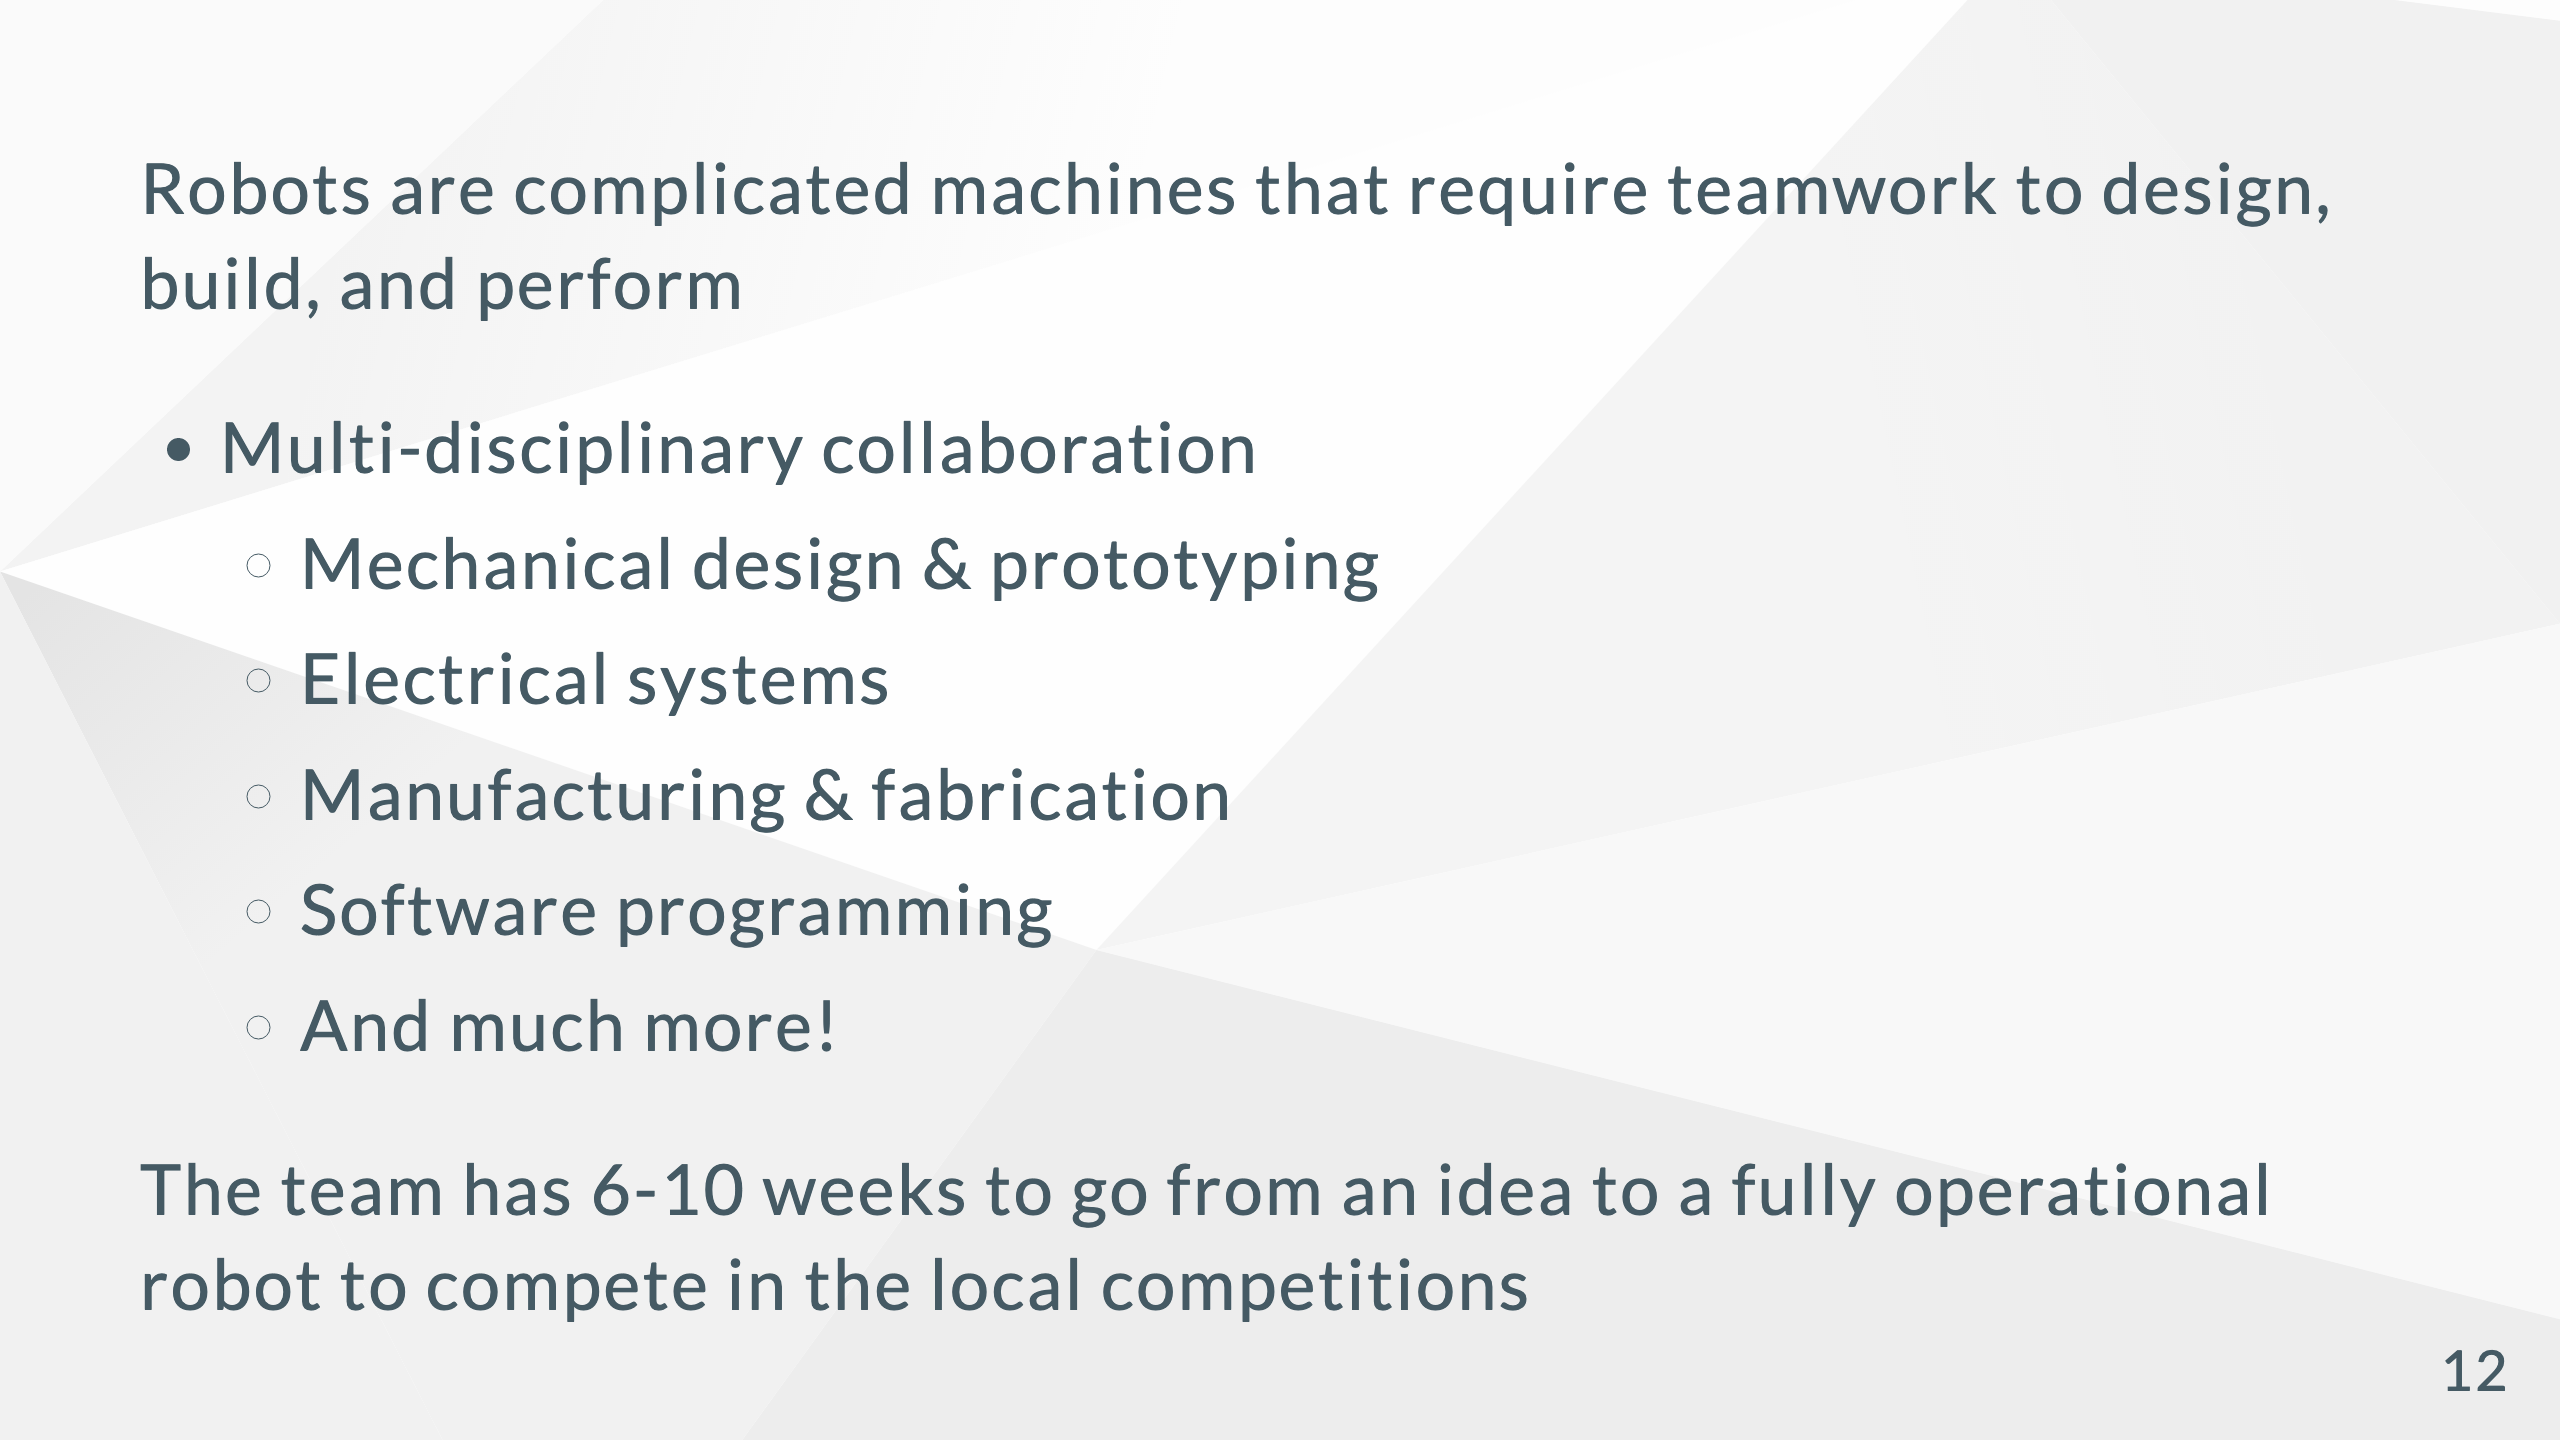 Robots are complicated machines that require teamwork to design,
build, and perform
• Multi-disciplinary collaboration
○ Mechanical design & prototyping
○ Electrical systems
○ Manufacturing & fabrication
○ Software programming
○ And much more!
The team has 6-10 weeks to go from an idea to a fully operational
robot to compete in the local competitions
12